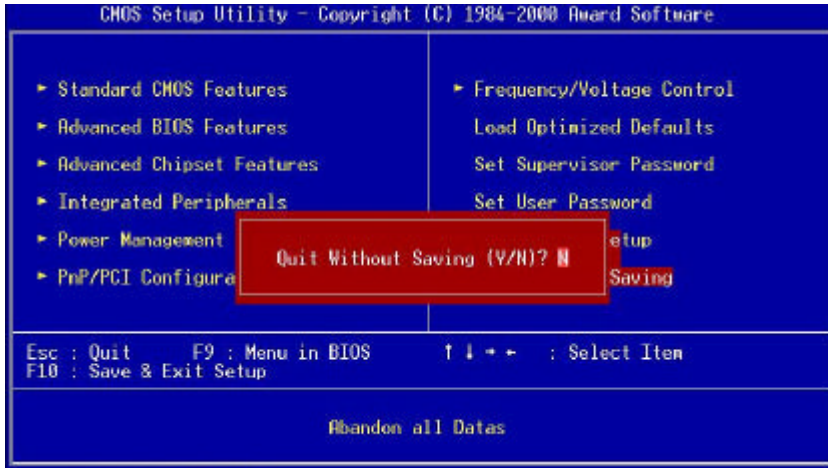 CMOS Setup Utility - Copyright (C) 1984-2000 Award Software
► Standard CMOS Features
► Advanced BIOS Features
► Advanced Chipset Features
► Integrated Peripherals
► Power Management
► PnP/PCI Configura
► Frequency/Voltage Control
Load Optimized Defaults
Set Supervisor Password
Set User Password
etup
Saving
Quit Without Saving (Y/N)? N
Esc : Quit F9 : Menu in BIOS ↑ ↓ → ← : Select Item
F10 : Save & Exit Setup
Abandon all Datas